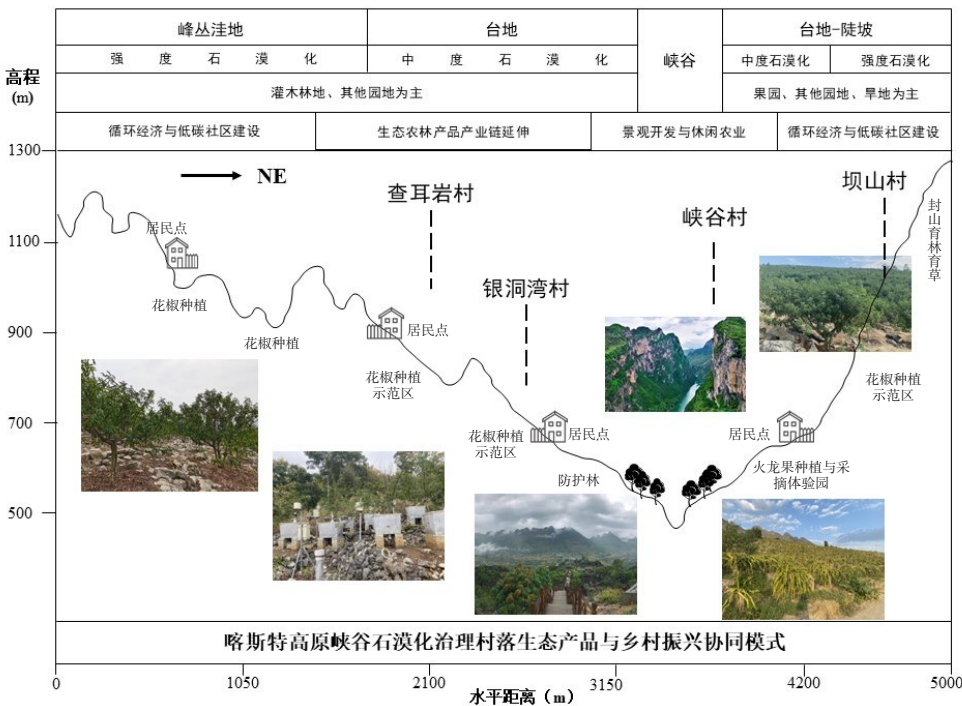 峰丛洼地 台地 峡谷 台地-陡坡
强度石漠化 中度石漠化 中度石漠化 强度石漠化
灌木林地、其他园地为主 果园、其他园地、旱地为主
循环经济与低碳社区建设 生态农林产品产业链延伸 景观开发与休闲农业 循环经济与低碳社区建设
高程
(m)
1300
1100
900
700
500
NE
查耳岩村
银洞湾村
峡谷村
坝山村
封山育林育草
居民点
花椒种植
花椒种植
居民点
花椒种植
示范区
花椒种植
示范区
居民点
防护林
居民点
火龙果种植与采
摘体验园
花椒种植
示范区
喀斯特高原峡谷石漠化治理村落生态产品与乡村振兴协同模式
0 1050 2100 3150 4200 5000
水平距离（m）